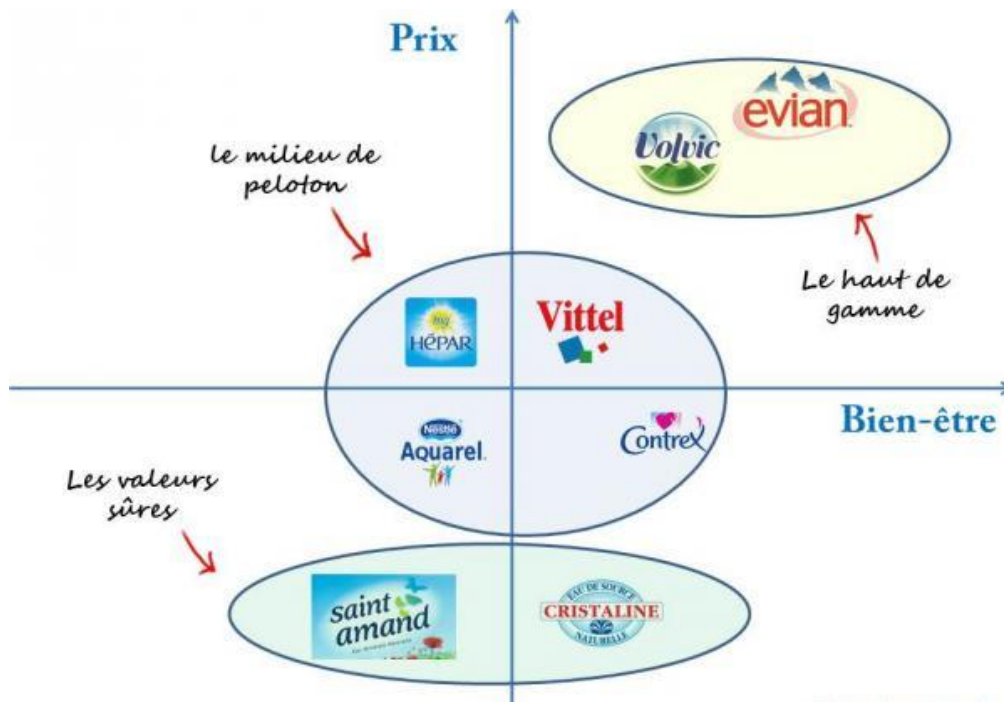 Prix
evian
Volvic
le milieu de
peloton
Le haut de
gamme
HÉPAR
Vittel
Bien-être
Nestlé
Aquarel
Contrex
Les valeurs
sûres
saint
amand
EAU DE SOURCE
CRISTALINE
NATURELLE